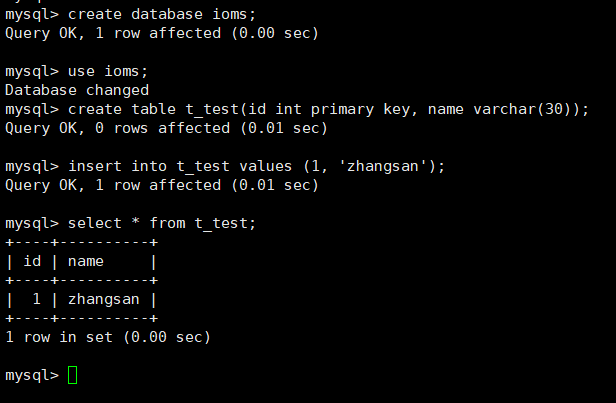 mysql> create database ioms;
Query OK, 1 row affected (0.00 sec)
mysql> use ioms;
Database changed
mysql> create table t_test(id int primary key, name varchar(30));
Query OK, 0 rows affected (0.01 sec)
mysql> insert into t_test values (1, 'zhangsan');
Query OK, 1 row affected (0.01 sec)
mysql> select * from t_test;
+----+----------+
| id | name     |
+----+----------+
|  1 | zhangsan |
+----+----------+
1 row in set (0.00 sec)
mysql>